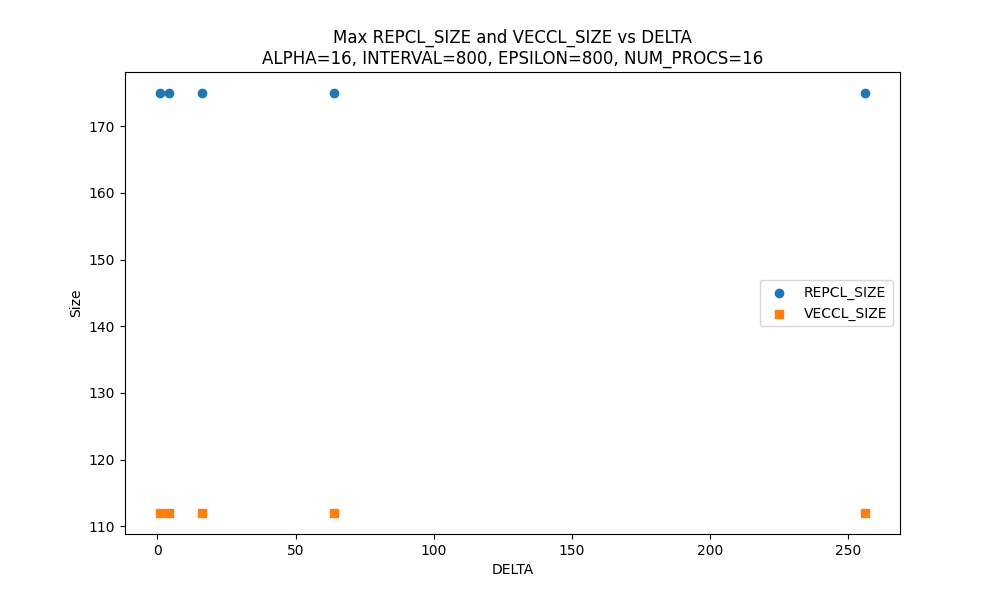 Max REPCL_SIZE and VECCL_SIZE vs DELTA
ALPHA=16, INTERVAL=800, EPSILON=800, NUM_PROCS=16
170
160
150
140
130
120
110
Size
REPCL_SIZE
VECCL_SIZE
0
50
100
150
200
250
DELTA